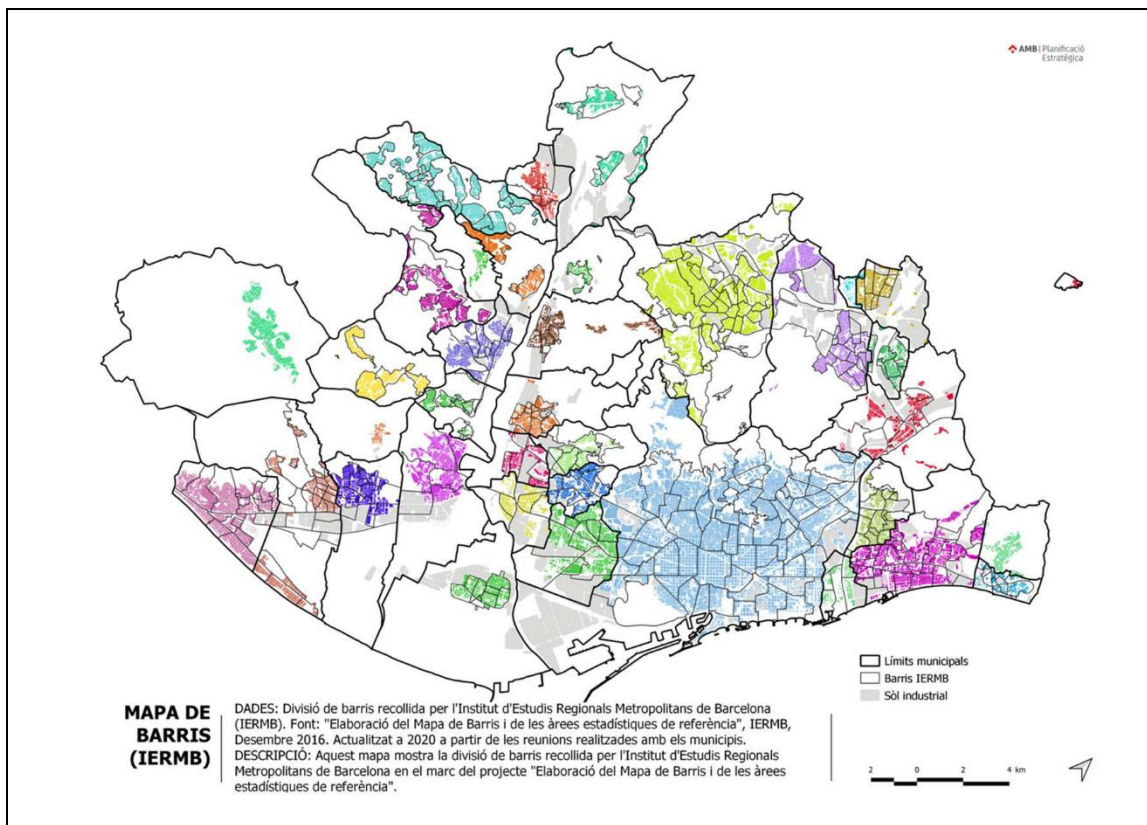 AMB | Planificació
Estratègica
Límits municipals
Barris IERMB
Sòl industrial
MAPA DE
BARRIS
(IERMB)
DADES: Divisió de barris recollida per l'Institut d'Estudis Regionals Metropolitans de Barcelona
(IERMB). Font: "Elaboració del Mapa de Barris i de les àrees estadístiques de referència", IERMB,
Desembre 2016. Actualitzat a 2020 a partir de les reunions realitzades amb els municipis.
DESCRIPCIÓ: Aquest mapa mostra la divisió de barris recollida per l'Institut d'Estudis Regionals
Metropolitans de Barcelona en el marc del projecte "Elaboració del Mapa de Barris i de les àrees
estadístiques de referència".
2 0 2 4 km